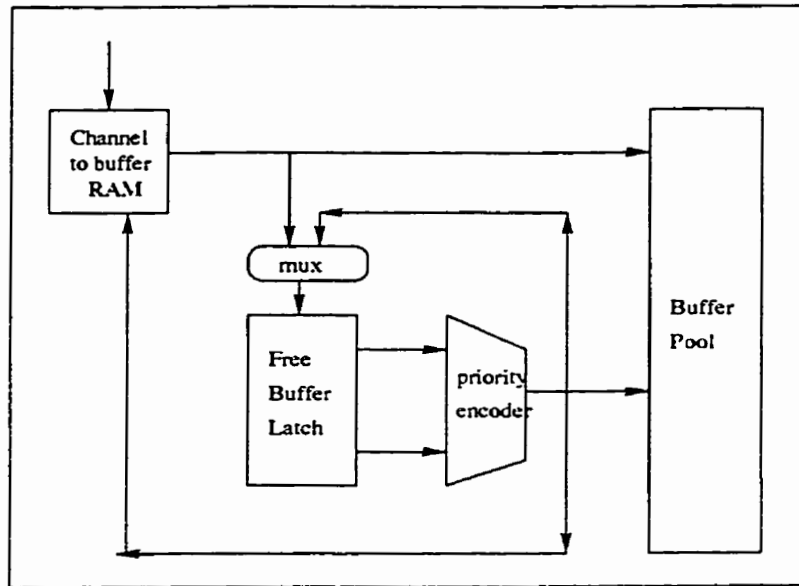 Channel
to buffer
RAM
mux
Free
Buffer
Latch
priority
encoder
Buffer
Pool